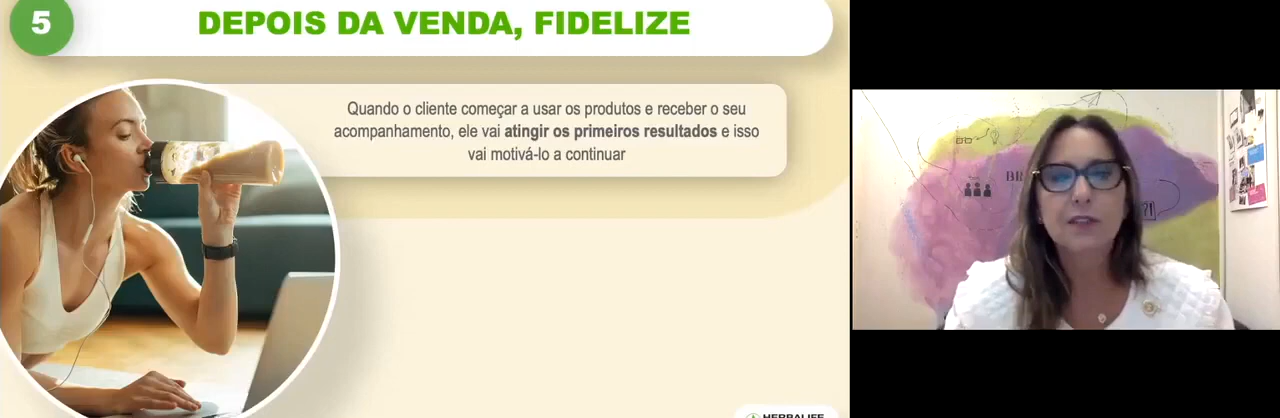 5
DEPOIS DA VENDA, FIDELIZE
Quando o cliente começar a usar os produtos e receber o seu
acompanhamento, ele vai atingir os primeiros resultados e isso
vai motivá-lo a continuar
HERBALIFE